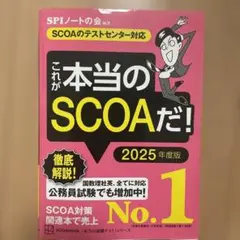 SPIノートの会 編著
SCOAのテストセンター対応
これが
本当の
SCOAだ!
2025年度版
徹底
解説!
国数理社英、全てに対応
公務員試験でも増加中!
SCOA対策
関連本で売上
No.1